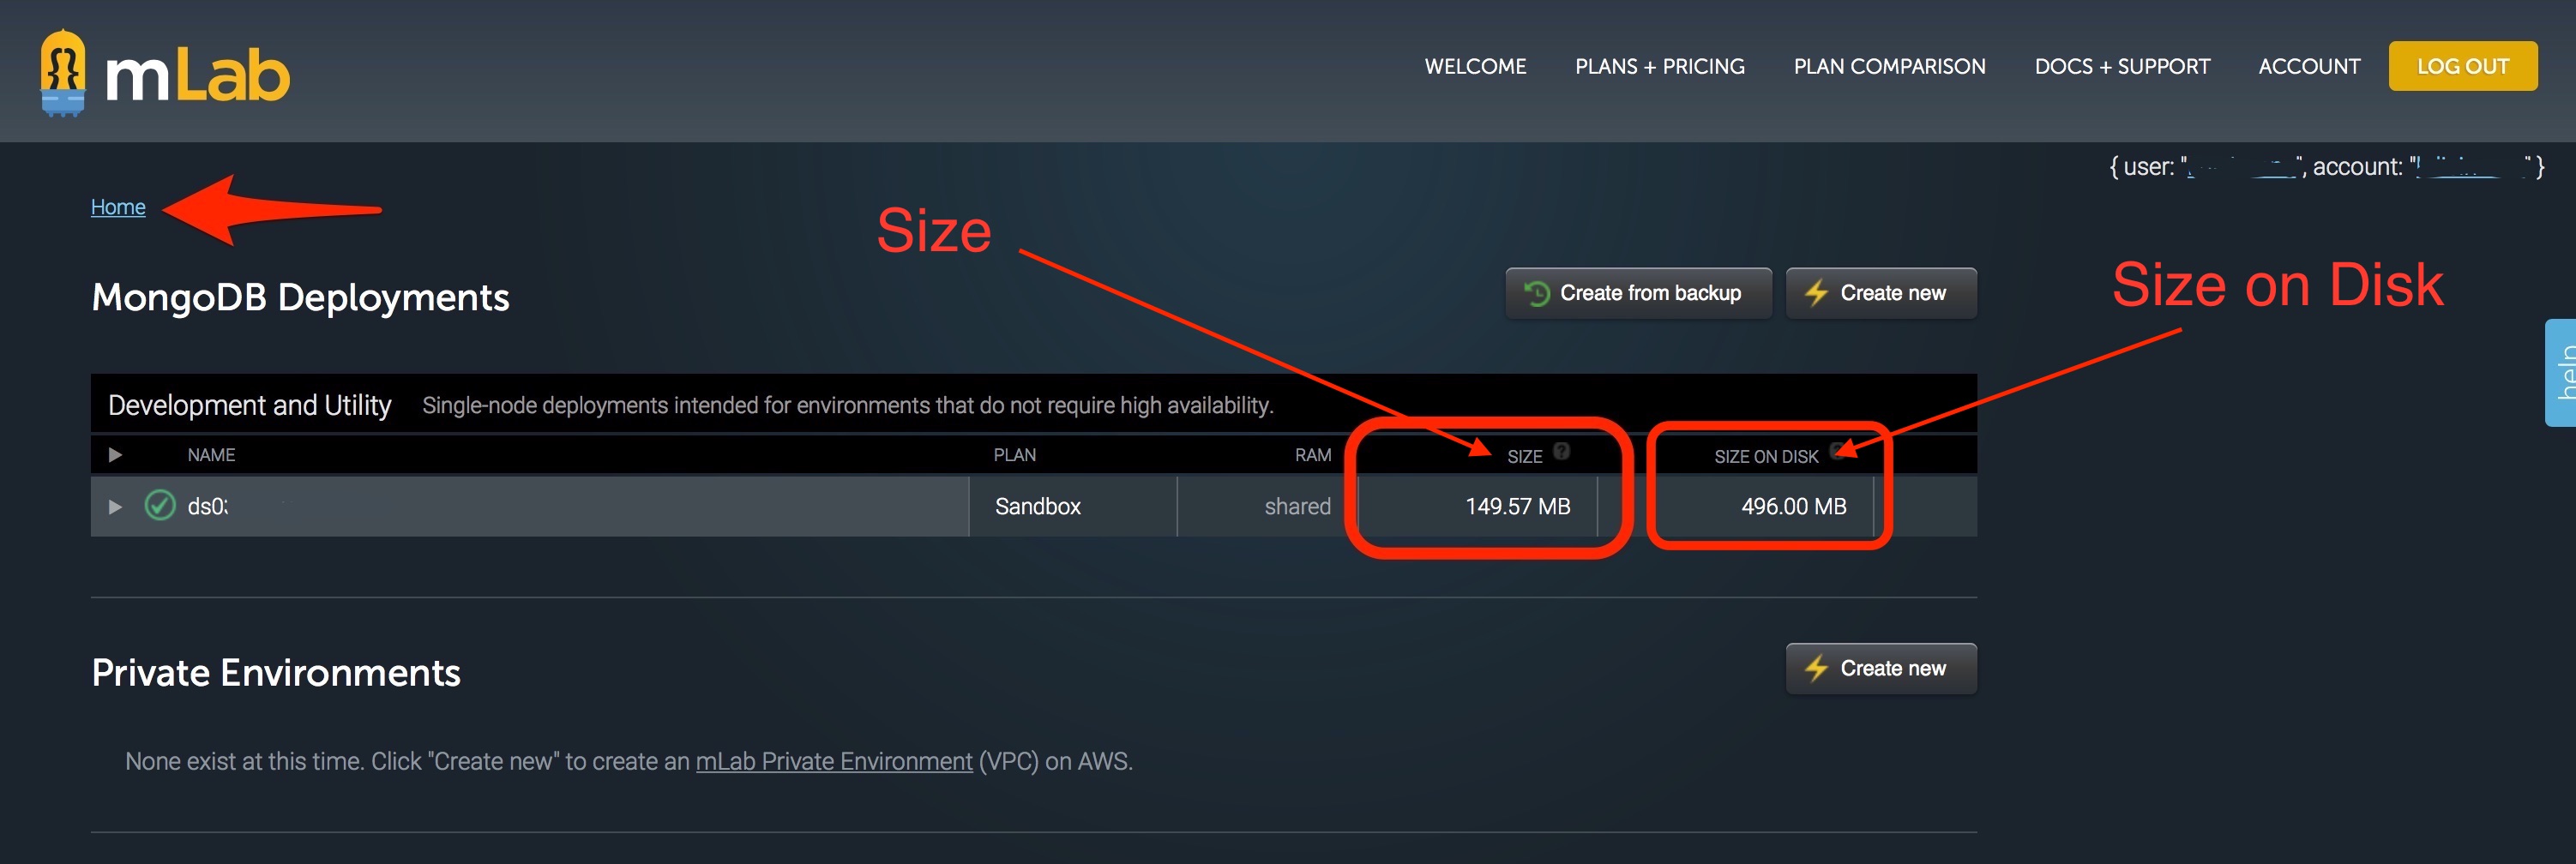 mLab
WELCOME PLANS + PRICING PLAN COMPARISON DOCS + SUPPORT ACCOUNT LOG OUT
{ user: "", account: "" }
Home
Size
Size on Disk
MongoDB Deployments
Create from backup
Create new
help
Development and Utility Single-node deployments intended for environments that do not require high availability.
NAME PLAN RAM SIZE ? SIZE ON DISK ?
ds03 Sandbox shared 149.57 MB 496.00 MB
Private Environments
Create new
None exist at this time. Click "Create new" to create an mLab Private Environment (VPC) on AWS.